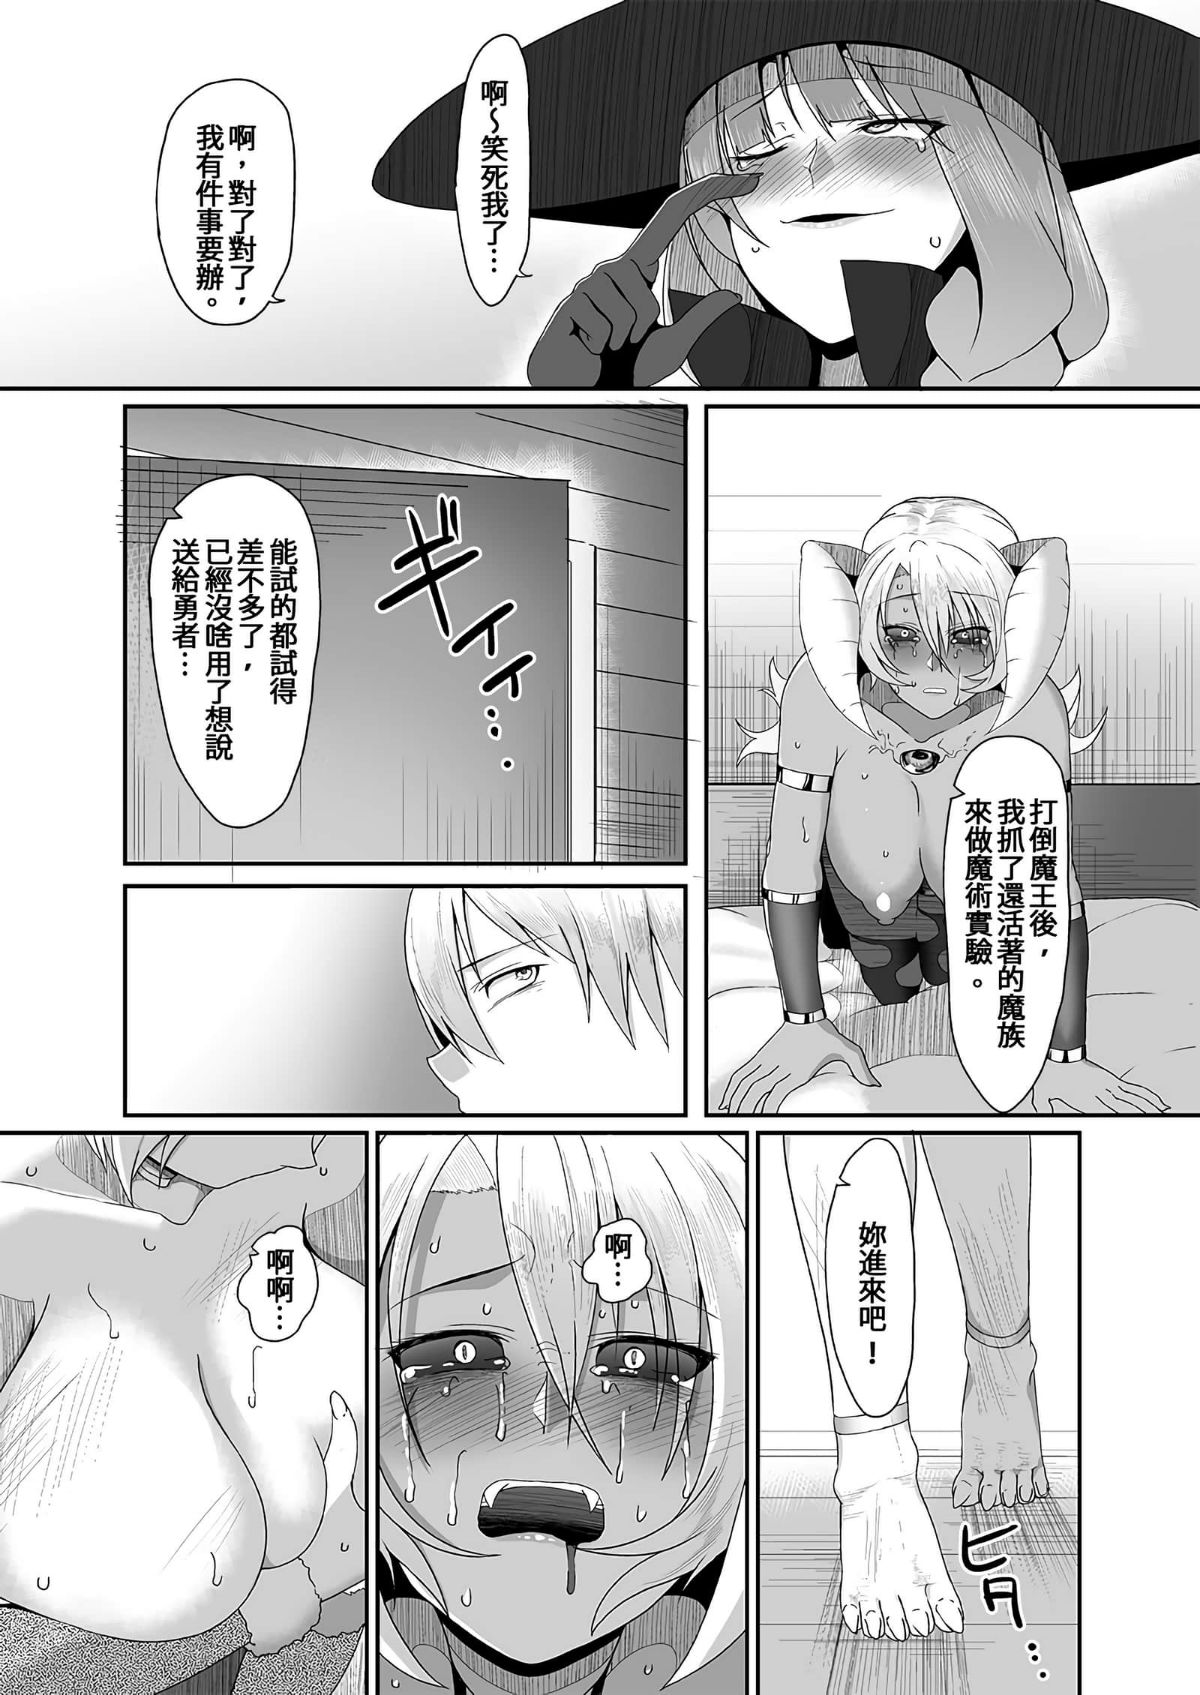 啊～笑死我了…
啊，對了對了，
我有件事要辦。
打倒魔王後，
我抓了還活著的魔族
來做魔術實驗。
ギイイ…
能試的都試得
差不多了，
已經沒啥用了想說
送給勇者…
妳進來吧！
ヒタ…
啊…
啊啊…